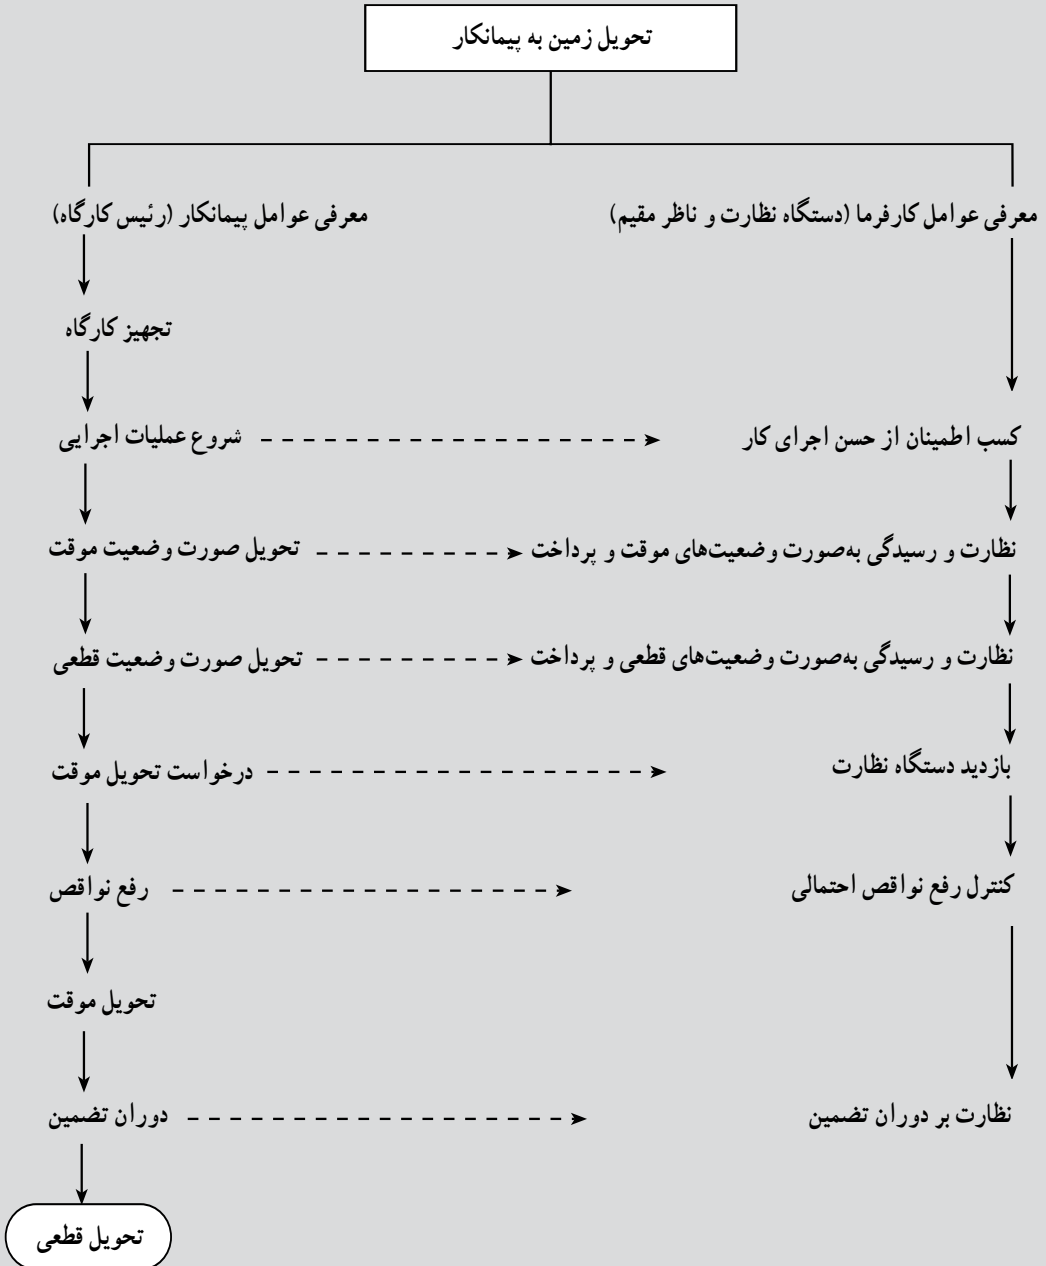 تحویل زمین به پیمانکار
معرفی عوامل کارفرما (دستگاه نظارت و ناظر مقیم)
معرفی عوامل پیمانکار (رئیس کارگاه)
تجهیز کارگاه
کسب اطمینان از حسن اجرای کار
شروع عملیات اجرایی
نظارت و رسیدگی به‌صورت وضعیت‌های موقت و پرداخت
تحویل صورت وضعیت موقت
نظارت و رسیدگی به‌صورت وضعیت‌های قطعی و پرداخت
تحویل صورت وضعیت قطعی
بازدید دستگاه نظارت
درخواست تحویل موقت
کنترل رفع نواقص احتمالی
رفع نواقص
تحویل موقت
نظارت بر دوران تضمین
دوران تضمین
تحویل قطعی